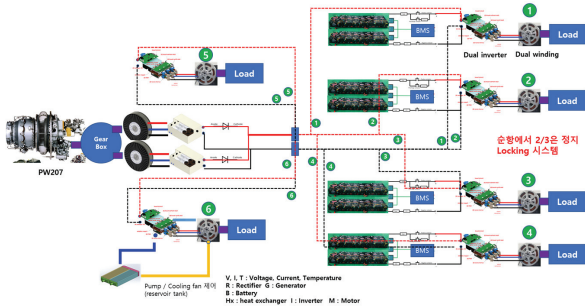 1
BMS
Load
Dual inverter
Dual winding
5
Load
5
5
2
BMS
Load
1
2
3
1
2
순항에서 2/3은 정지
Locking 시스템
Gear
Box
PW207
6
4
4
3
3
BMS
Load
6
6
Load
4
BMS
Load
Pump / Cooling fan 제어
(reservoir tank)
V, I, T : Voltage, Current, Temperature
R : Rectifier G : Generator
B : Battery
Hx : heat exchanger I : Inverter M : Motor